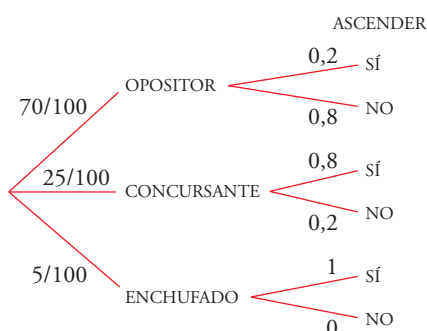 ASCENDER
0,2
SÍ
OPOSITOR
70/100
0,8
NO
0,8
SÍ
25/100
CONCURSANTE
0,2
NO
1
SÍ
5/100
ENCHUFADO
0
NO